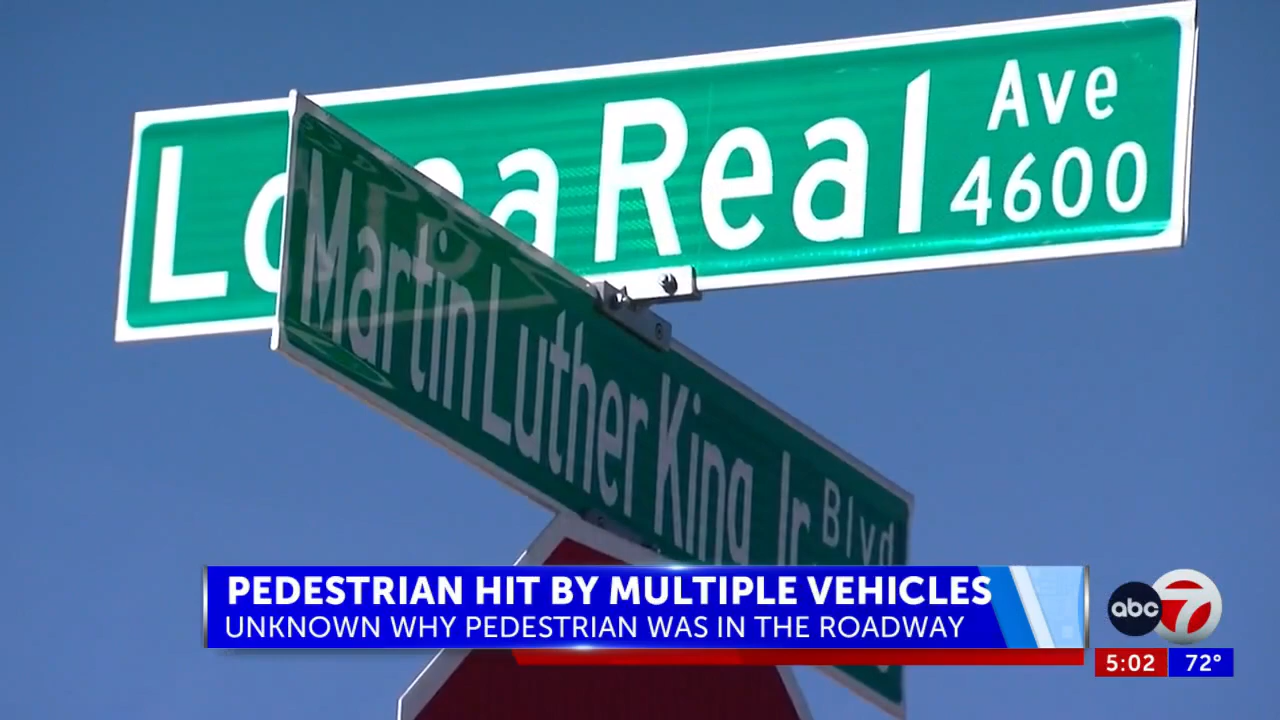 Ave
Real
4600
Martin Luther King Jr Blvd
PEDESTRIAN HIT BY MULTIPLE VEHICLES
UNKNOWN WHY PEDESTRIAN WAS IN THE ROADWAY
abc 7
5:02 72°